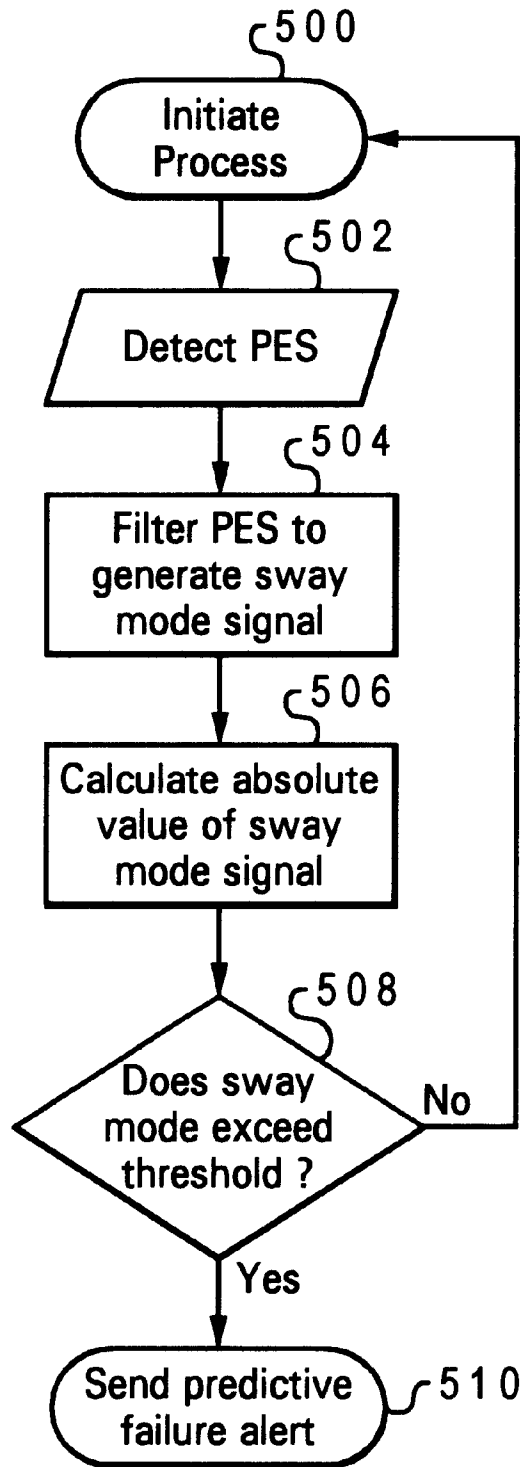 500
Initiate
Process
502
Detect PES
504
Filter PES to
generate sway
mode signal
506
Calculate absolute
value of sway
mode signal
508
Does sway
mode exceed
threshold ?
No
Yes
Send predictive
failure alert
510